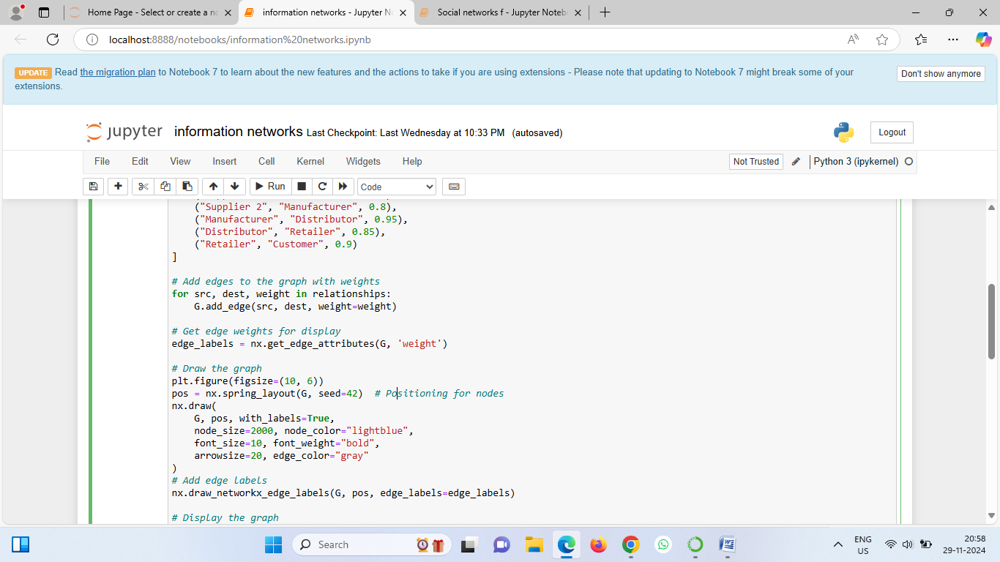 Home Page - Select or create a no
information networks - Jupyter No
Social networks f - Jupyter Noteb
localhost:8888/notebooks/information%20networks.ipynb
UPDATE Read the migration plan to Notebook 7 to learn about the new features and the actions to take if you are using extensions - Please note that updating to Notebook 7 might break some of your
extensions.
Don't show anymore
jupyter information networks Last Checkpoint: Last Wednesday at 10:33 PM (autosaved)
Logout
File Edit View Insert Cell Kernel Widgets Help
Not Trusted
Python 3 (ipykernel)
Run
Code
("Supplier 2", "Manufacturer", 0.8),
("Manufacturer", "Distributor", 0.95),
("Distributor", "Retailer", 0.85),
("Retailer", "Customer", 0.9)
]
# Add edges to the graph with weights
for src, dest, weight in relationships:
G.add_edge(src, dest, weight=weight)
# Get edge weights for display
edge_labels = nx.get_edge_attributes(G, 'weight')
# Draw the graph
plt.figure(figsize=(10, 6))
pos = nx.spring_layout(G, seed=42)  # Positioning for nodes
nx.draw(
G, pos, with_labels=True,
node_size=2000, node_color="lightblue",
font_size=10, font_weight="bold",
arrowsize=20, edge_color="gray"
)
# Add edge labels
nx.draw_networkx_edge_labels(G, pos, edge_labels=edge_labels)
# Display the graph
Search
ENG
US
20:58
29-11-2024